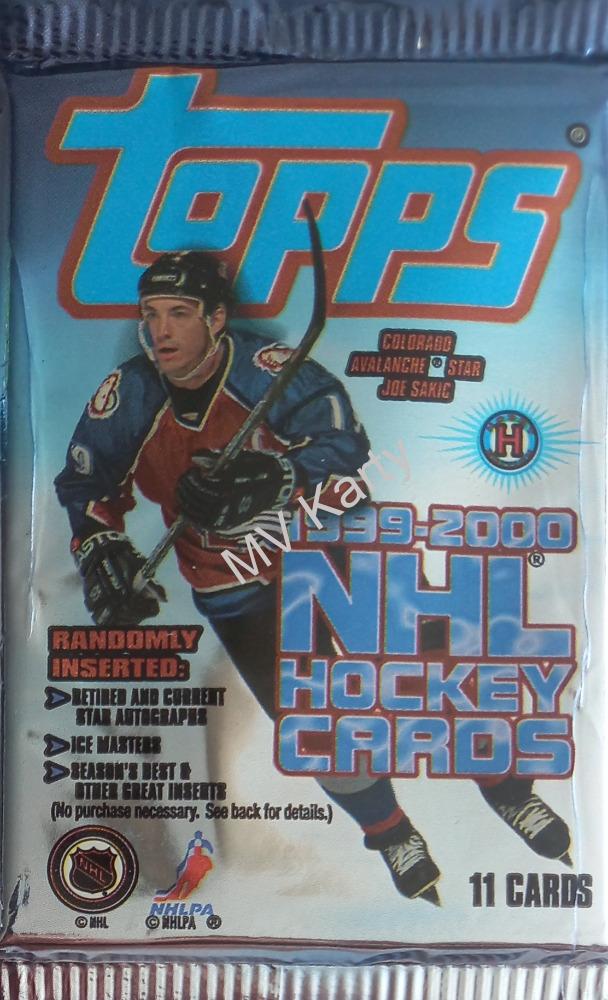 TOPPS ®
COLORADO
AVALANCHE ® STAR
JOE SAKIC
H
19
MV Karty
1999-2000
NHL ®
HOCKEY
CARDS
RANDOMLY
INSERTED:
RETIRED AND CURRENT
STAR AUTOGRAPHS
ICE MASTERS
SEASON'S BEST &
OTHER GREAT INSERTS
(No purchase necessary. See back for details.)
NHL
© NHL
NHLPA
© NHLPA ®
11 CARDS